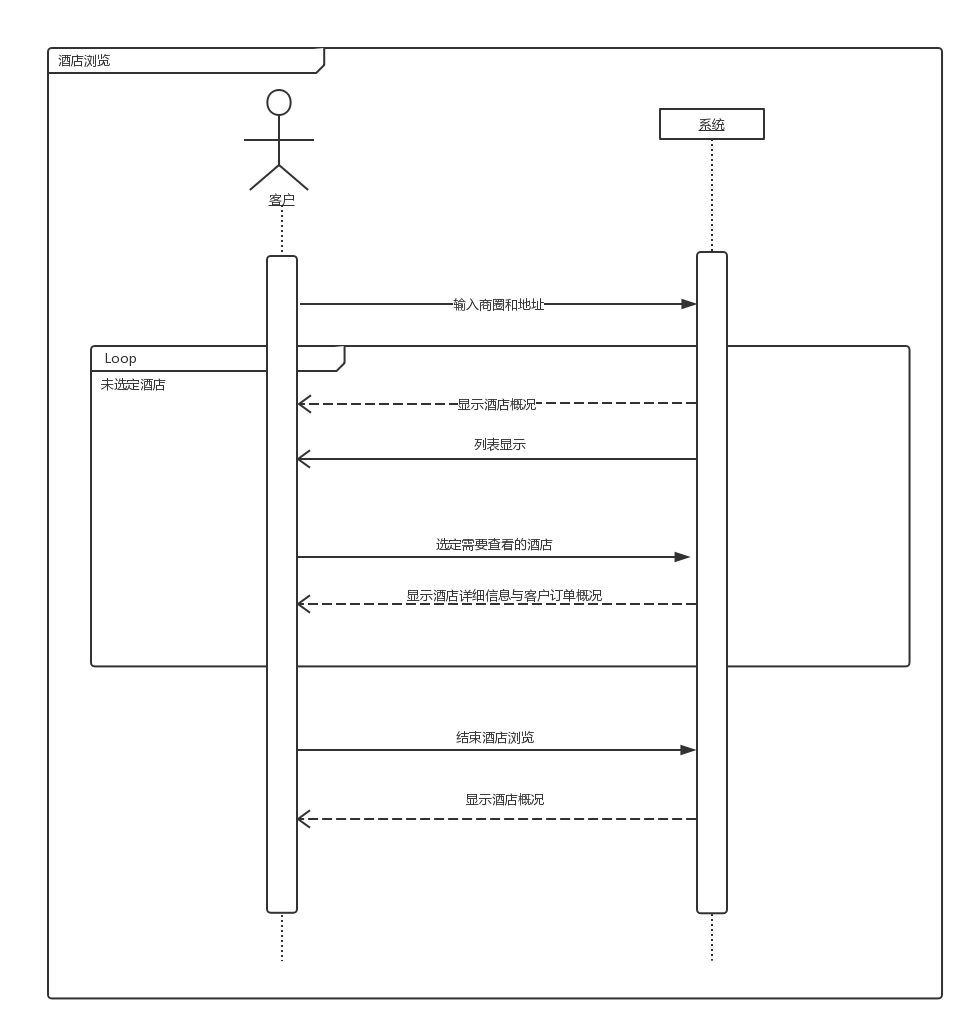 酒店浏览
系统
客户
输入商圈和地址
Loop
未选定酒店
显示酒店概况
列表显示
选定需要查看的酒店
显示酒店详细信息与客户订单概况
结束酒店浏览
显示酒店概况